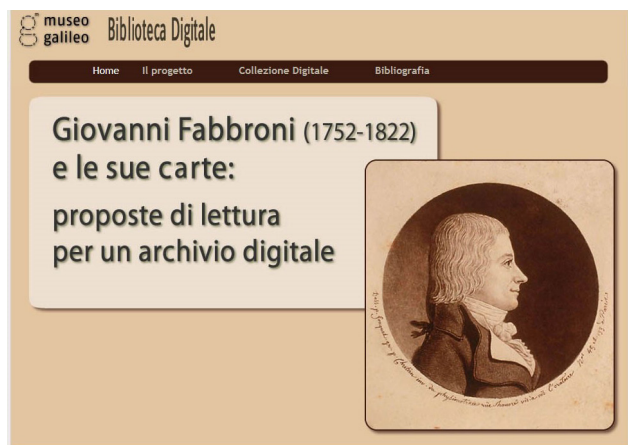 museo
galileo
Biblioteca Digitale
Home Il progetto Collezione Digitale Bibliografia
Giovanni Fabbroni (1752-1822)
e le sue carte:
proposte di lettura
per un archivio digitale